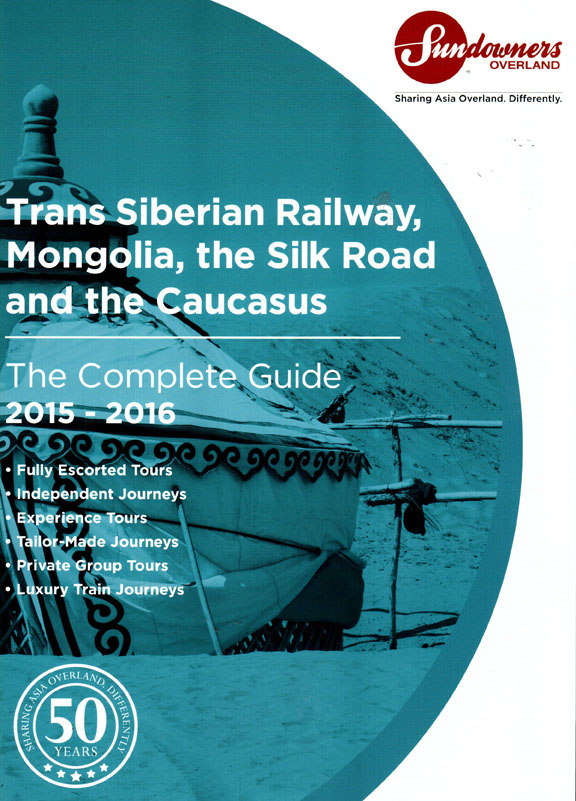 Sundowners
OVERLAND
Sharing Asia Overland. Differently.
Trans Siberian Railway,
Mongolia, the Silk Road
and the Caucasus
The Complete Guide
2015 - 2016
• Fully Escorted Tours
• Independent Journeys
• Experience Tours
• Tailor-Made Journeys
• Private Group Tours
• Luxury Train Journeys
SHARING ASIA OVERLAND. DIFFERENTLY
50
YEARS